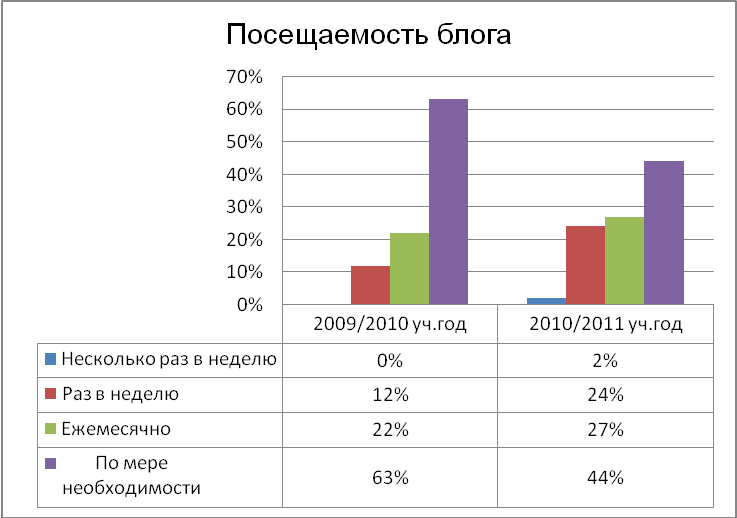 Посещаемость блога
70%
60%
50%
40%
30%
20%
10%
0%
2009/2010 уч.год 2010/2011 уч.год
Несколько раз в неделю 0% 2%
Раз в неделю 12% 24%
Ежемесячно 22% 27%
По мере
необходимости 63% 44%